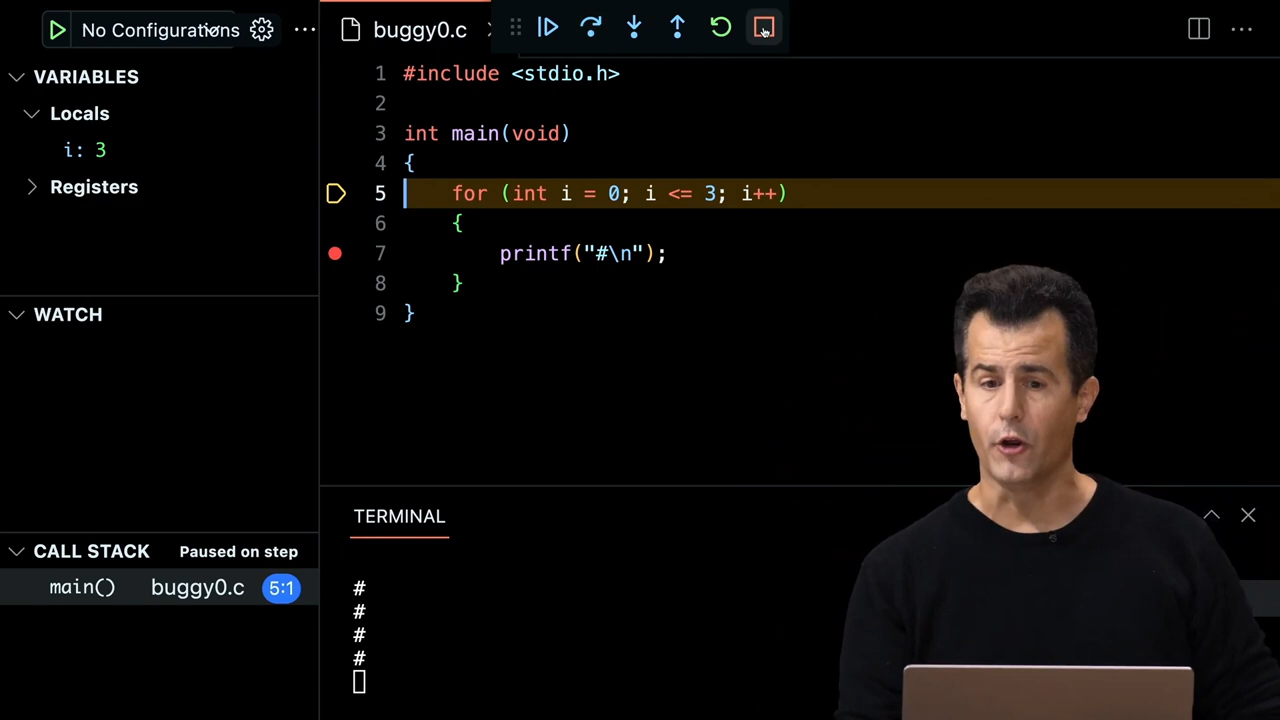 No Configurations
VARIABLES
Locals
i: 3
Registers
WATCH
CALL STACK Paused on step
main() buggy0.c 5:1
buggy0.c
1 #include <stdio.h>
2
3 int main(void)
4 {
5 for (int i = 0; i <= 3; i++)
6 {
7 printf("#\n");
8 }
9 }
TERMINAL
#
#
#
#